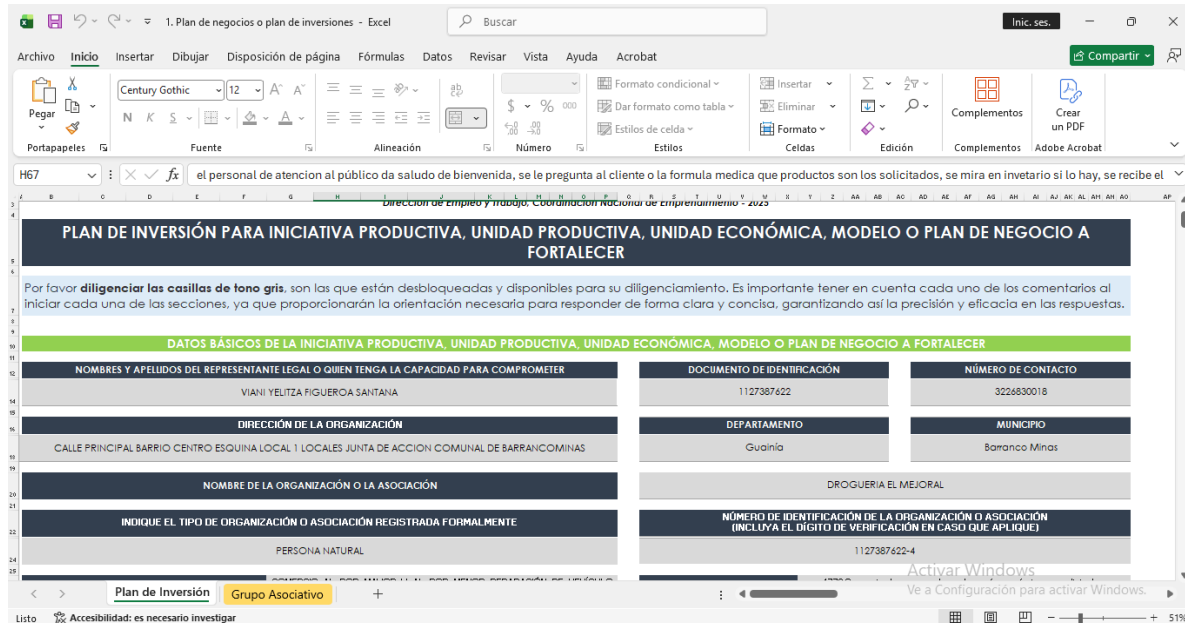 1. Plan de negocios o plan de inversiones - Excel
Buscar
Inic. ses.
Archivo Inicio Insertar Dibujar Disposición de página Fórmulas Datos Revisar Vista Ayuda Acrobat
Compartir
Pegar
Century Gothic 12
N K S
$ % 000
Formato condicional
Dar formato como tabla
Estilos de celda
Insertar
Eliminar
Formato
Complementos
Crear
un PDF
Portapapeles Fuente Alineación Número Estilos Celdas Edición Complementos Adobe Acrobat
H67 fx el personal de atencion al público da saludo de bienvenida, se le pregunta al cliente o la formula medica que productos son los solicitados, se mira en invetario si lo hay, se recibe el
Dirección de Empleo y Trabajo, Coordinación Nacional de Emprendimiento - 2025
PLAN DE INVERSIÓN PARA INICIATIVA PRODUCTIVA, UNIDAD PRODUCTIVA, UNIDAD ECONÓMICA, MODELO O PLAN DE NEGOCIO A
FORTALECER
Por favor diligenciar las casillas de tono gris, son las que están desbloqueadas y disponibles para su diligenciamiento. Es importante tener en cuenta cada uno de los comentarios al
iniciar cada una de las secciones, ya que proporcionarán la orientación necesaria para responder de forma clara y concisa, garantizando así la precisión y eficacia en las respuestas.
DATOS BÁSICOS DE LA INICIATIVA PRODUCTIVA, UNIDAD PRODUCTIVA, UNIDAD ECONÓMICA, MODELO O PLAN DE NEGOCIO A FORTALECER
NOMBRES Y APELLIDOS DEL REPRESENTANTE LEGAL O QUIEN TENGA LA CAPACIDAD PARA COMPROMETER
DOCUMENTO DE IDENTIFICACIÓN
NÚMERO DE CONTACTO
VIANI YELITZA FIGUEROA SANTANA
1127387622
3226830018
DIRECCIÓN DE LA ORGANIZACIÓN
DEPARTAMENTO
MUNICIPIO
CALLE PRINCIPAL BARRIO CENTRO ESQUINA LOCAL 1 LOCALES JUNTA DE ACCION COMUNAL DE BARRANCOMINAS
Guainía
Barranco Minas
NOMBRE DE LA ORGANIZACIÓN O LA ASOCIACIÓN
DROGUERIA EL MEJORAL
INDIQUE EL TIPO DE ORGANIZACIÓN O ASOCIACIÓN REGISTRADA FORMALMENTE
NÚMERO DE IDENTIFICACIÓN DE LA ORGANIZACIÓN O ASOCIACIÓN
(INCLUYA EL DÍGITO DE VERIFICACIÓN EN CASO QUE APLIQUE)
PERSONA NATURAL
1127387622-4
Activar Windows
Ve a Configuración para activar Windows.
Plan de Inversión Grupo Asociativo
Listo Accesibilidad: es necesario investigar
51%